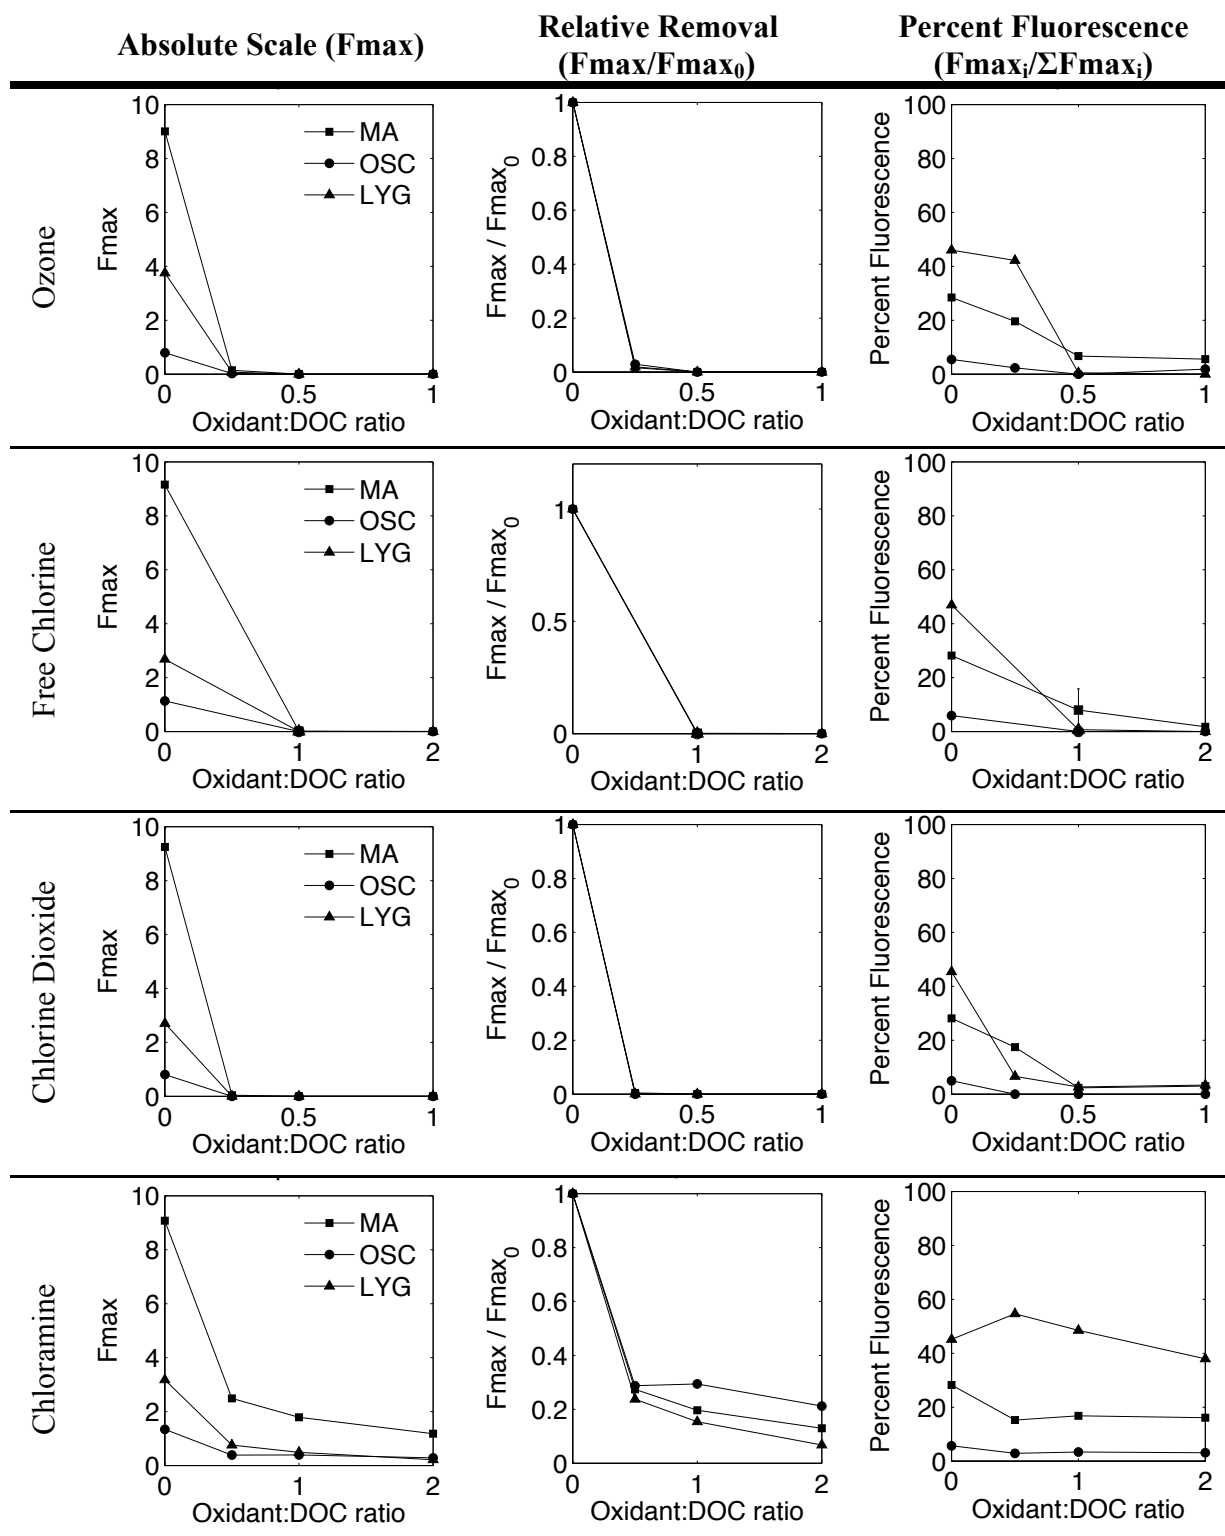 Absolute Scale (Fmax)
Relative Removal
(Fmax/Fmax₀)
Percent Fluorescence
(Fmaxᵢ/ΣFmaxᵢ)
Ozone
Fmax
10
8
6
4
2
0
MA
OSC
LYG
0 0.5 1
Oxidant:DOC ratio
Fmax / Fmax₀
1
0.8
0.6
0.4
0.2
0
0 0.5 1
Oxidant:DOC ratio
Percent Fluorescence
100
80
60
40
20
0
0 0.5 1
Oxidant:DOC ratio
Free Chlorine
Fmax
10
8
6
4
2
0
MA
OSC
LYG
0 1 2
Oxidant:DOC ratio
Fmax / Fmax₀
1
0.5
0
0 1 2
Oxidant:DOC ratio
Percent Fluorescence
100
80
60
40
20
0
0 1 2
Oxidant:DOC ratio
Chlorine Dioxide
Fmax
10
8
6
4
2
0
MA
OSC
LYG
0 0.5 1
Oxidant:DOC ratio
Fmax / Fmax₀
1
0.8
0.6
0.4
0.2
0
0 0.5 1
Oxidant:DOC ratio
Percent Fluorescence
100
80
60
40
20
0
0 0.5 1
Oxidant:DOC ratio
Chloramine
Fmax
10
8
6
4
2
0
MA
OSC
LYG
0 1 2
Oxidant:DOC ratio
Fmax / Fmax₀
1
0.8
0.6
0.4
0.2
0
0 1 2
Oxidant:DOC ratio
Percent Fluorescence
100
80
60
40
20
0
0 1 2
Oxidant:DOC ratio